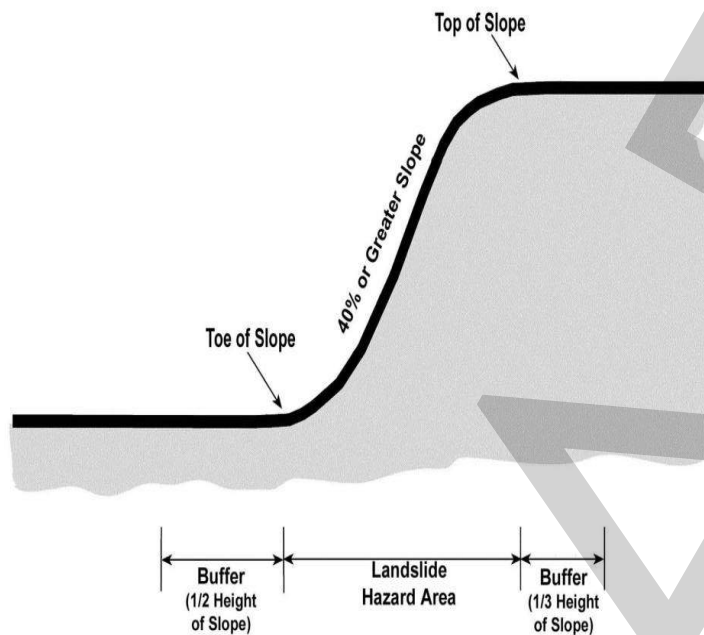 Top of Slope
40% or Greater Slope
Toe of Slope
Buffer
(1/2 Height
of Slope)
Landslide
Hazard Area
Buffer
(1/3 Height
of Slope)